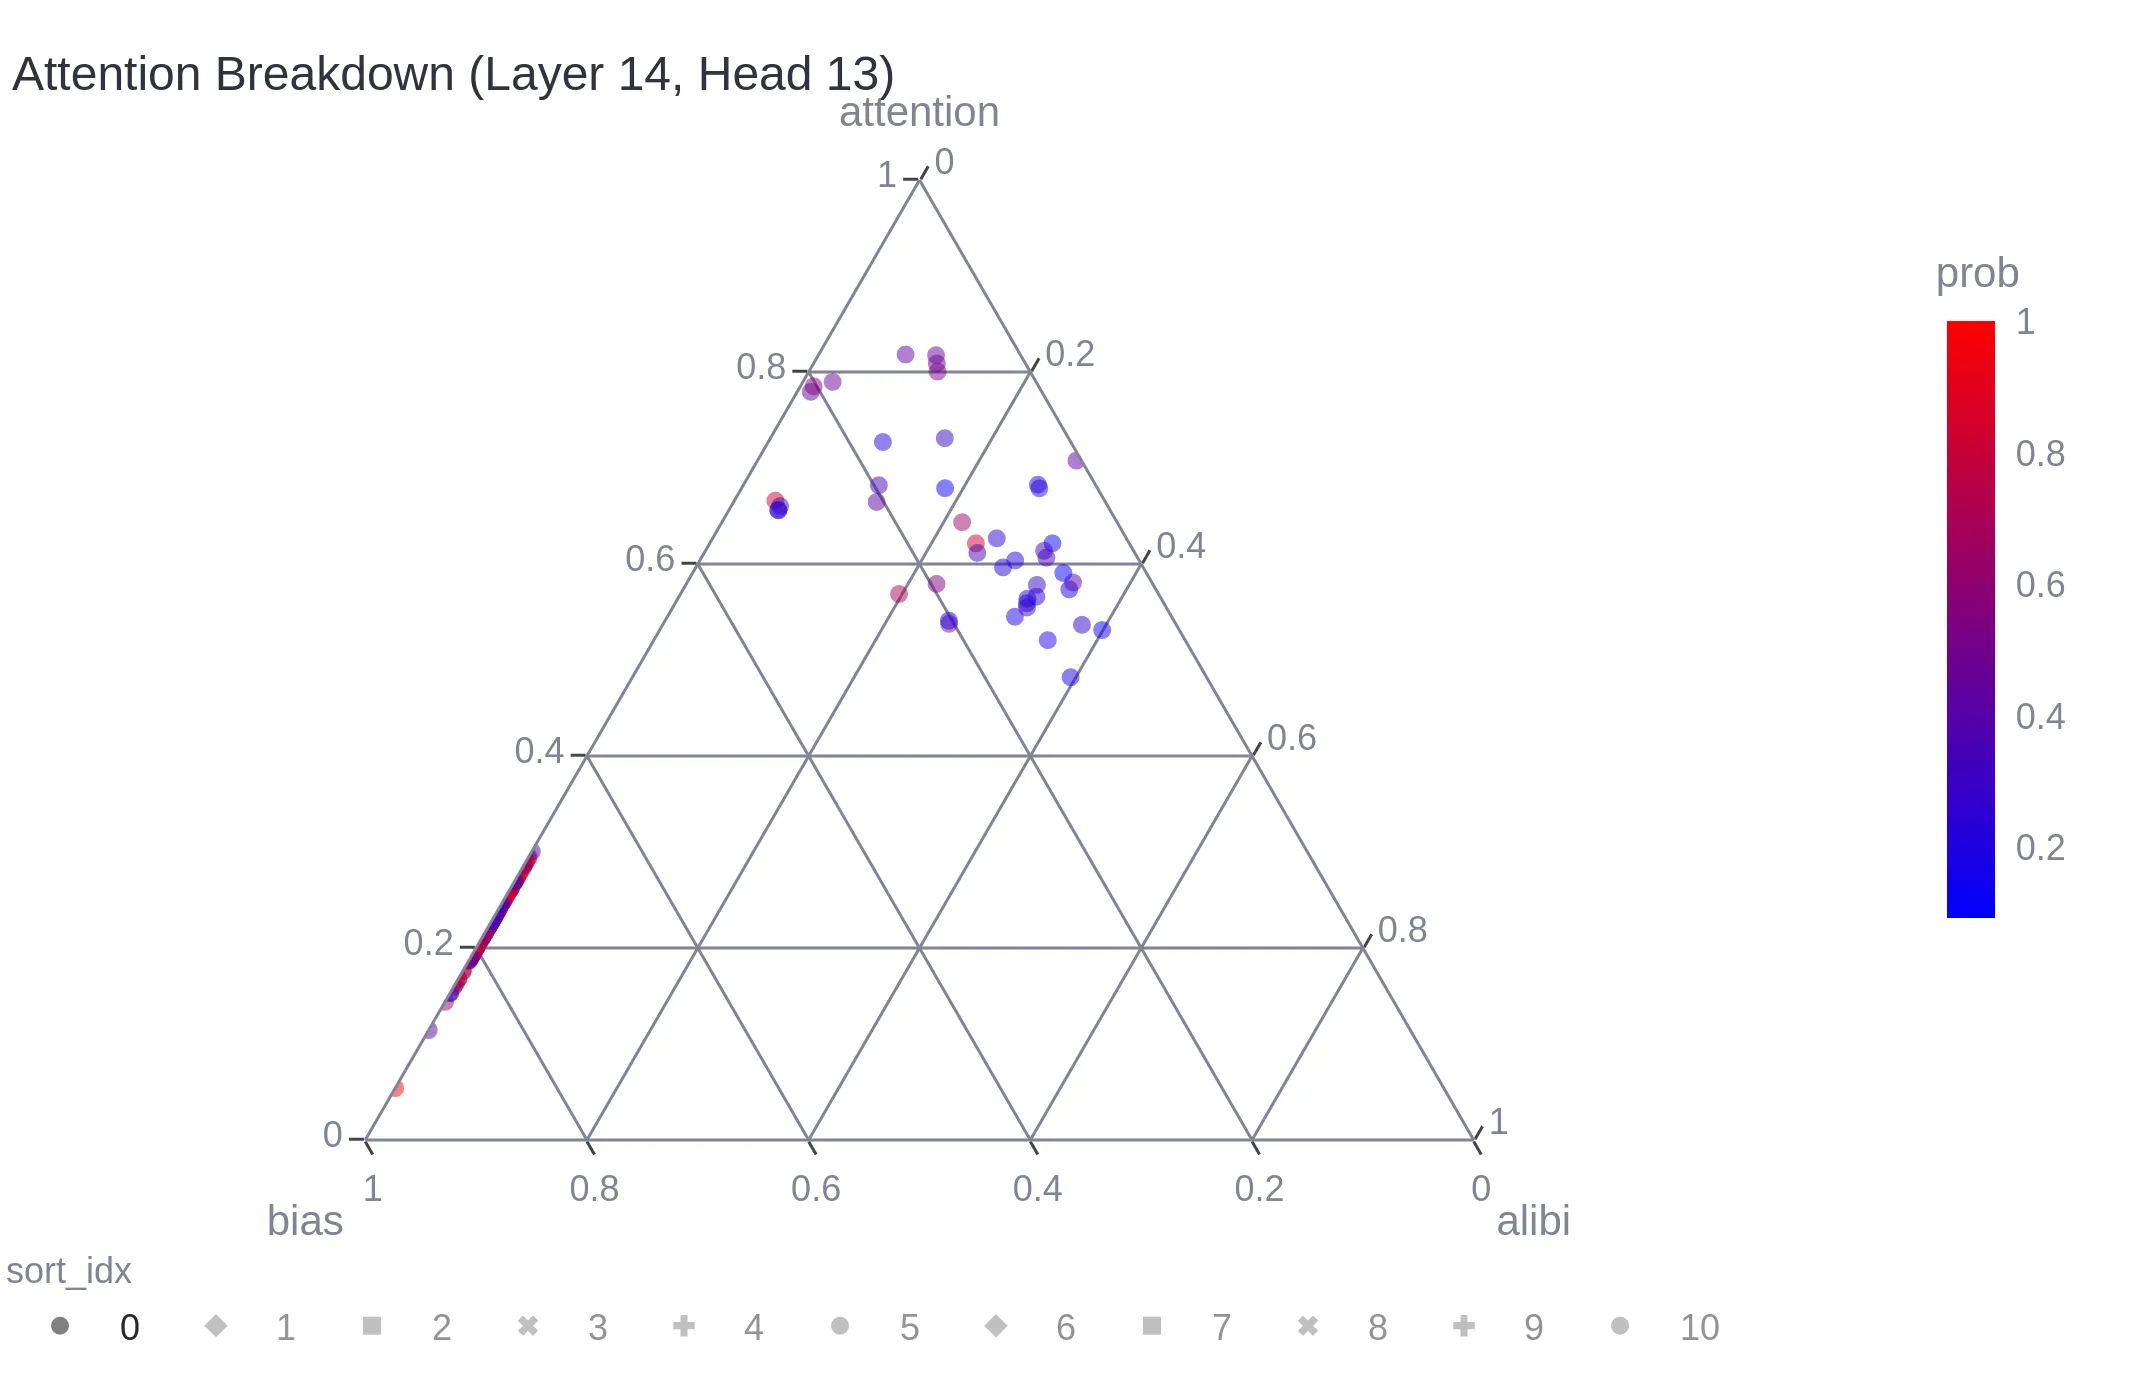 Attention Breakdown (Layer 14, Head 13)
attention
1 0
prob
1
0.8 0.2
0.8
0.6 0.4
0.6
0.4 0.6
0.4
0.2 0.8
0.2
0 1
1 0.8 0.6 0.4 0.2 0
bias alibi
sort_idx
0 1 2 3 4 5 6 7 8 9 10